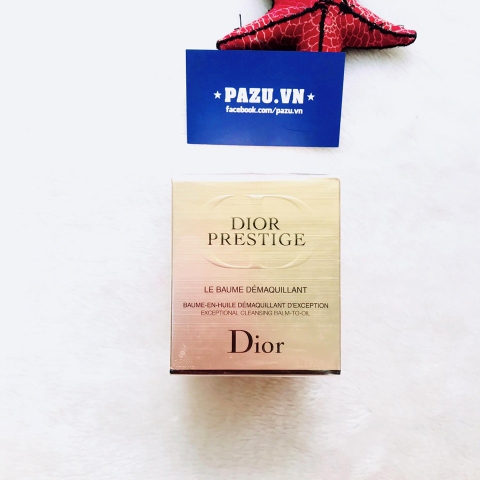 ★ PAZU.VN ★
facebook.com/pazu.vn
DIOR
PRESTIGE
LE BAUME DÉMAQUILLANT
BAUME-EN-HUILE DÉMAQUILLANT D'EXCEPTION
EXCEPTIONAL CLEANSING BALM-TO-OIL
Dior